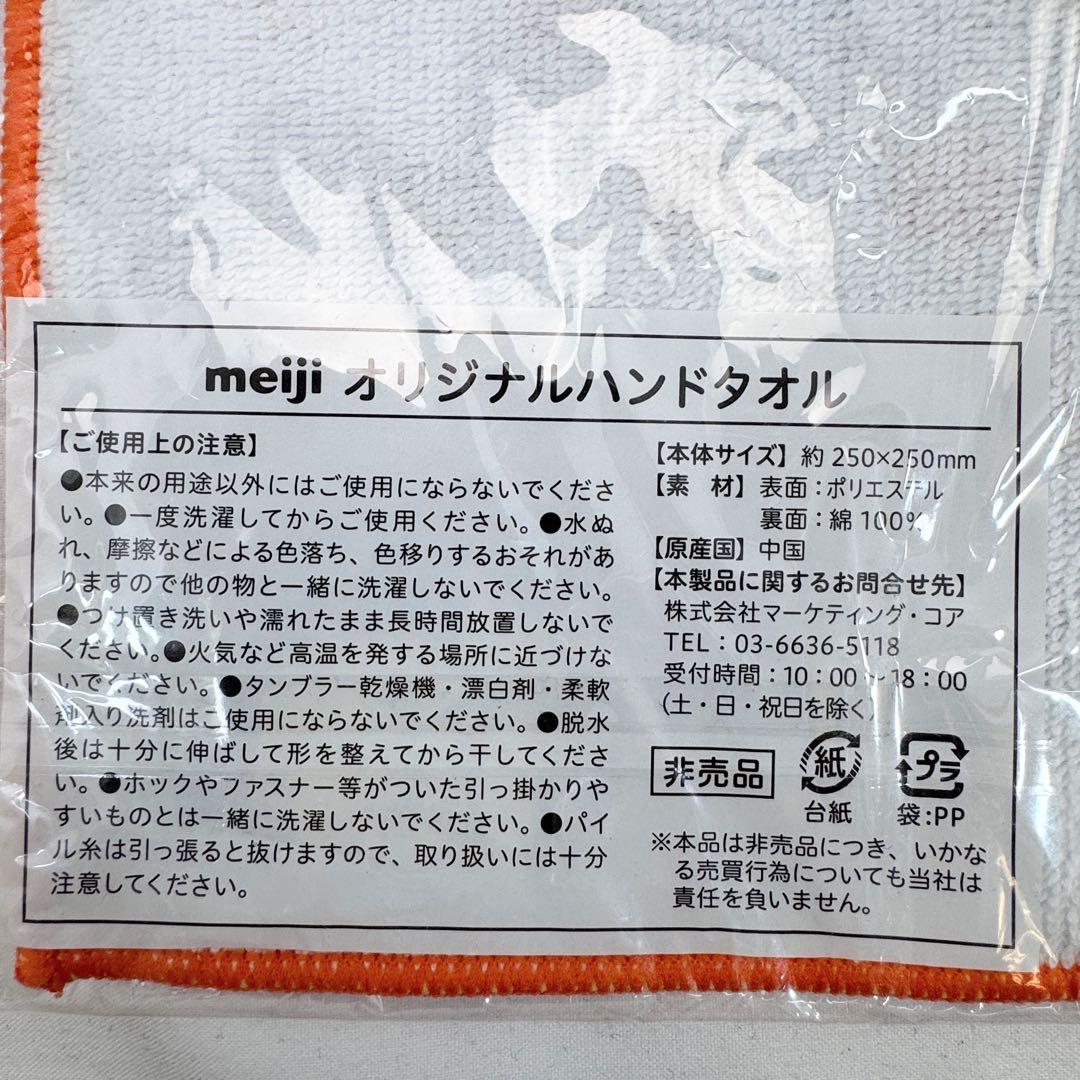 meiji オリジナルハンドタオル
【ご使用上の注意】
●本来の用途以外にはご使用にならないでくださ
い。●一度洗濯してからご使用ください。●水ぬ
れ、摩擦などによる色落ち、色移りするおそれがあ
りますので他の物と一緒に洗濯しないでください。
●つけ置き洗いや濡れたまま長時間放置しないで
ください。●火気など高温を発する場所に近づけな
いでください。●タンブラー乾燥機・漂白剤・柔軟
剤入り洗剤はご使用にならないでください。●脱水
後は十分に伸ばして形を整えてから干してくださ
い。●ホックやファスナー等がついた引っ掛かりや
すいものとは一緒に洗濯しないでください。●パイ
ル糸は引っ張ると抜けますので、取り扱いには十分
注意してください。
【本体サイズ】約 250×250mm
【素　材】表面：ポリエステル
裏面：綿 100%
【原産国】中国
【本製品に関するお問合せ先】
株式会社マーケティング・コア
TEL：03-6636-5118
受付時間：10：00～18：00
（土・日・祝日を除く）
非売品
紙
プラ
台紙
袋：PP
※本品は非売品につき、いかな
る売買行為についても当社は
責任を負いません。